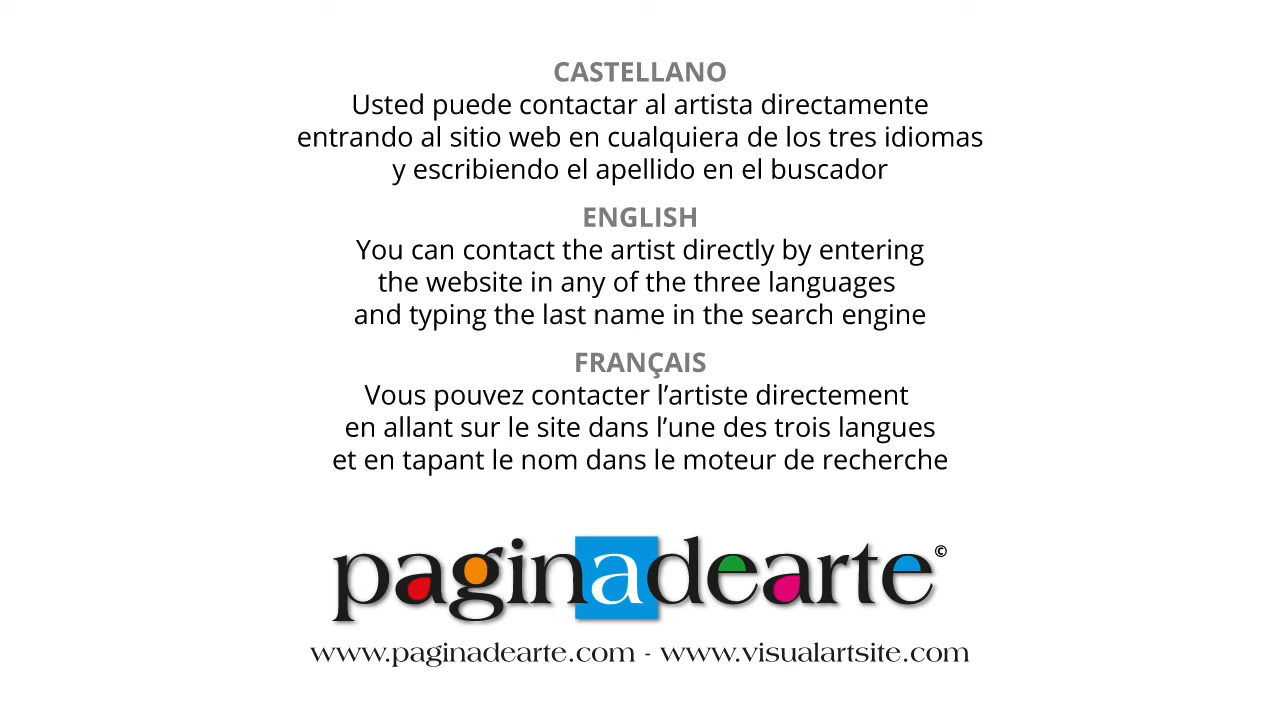 CASTELLANO
Usted puede contactar al artista directamente
entrando al sitio web en cualquiera de los tres idiomas
y escribiendo el apellido en el buscador
ENGLISH
You can contact the artist directly by entering
the website in any of the three languages
and typing the last name in the search engine
FRANÇAIS
Vous pouvez contacter l’artiste directement
en allant sur le site dans l’une des trois langues
et en tapant le nom dans le moteur de recherche
paginadearte©
www.paginadearte.com - www.visualartsite.com